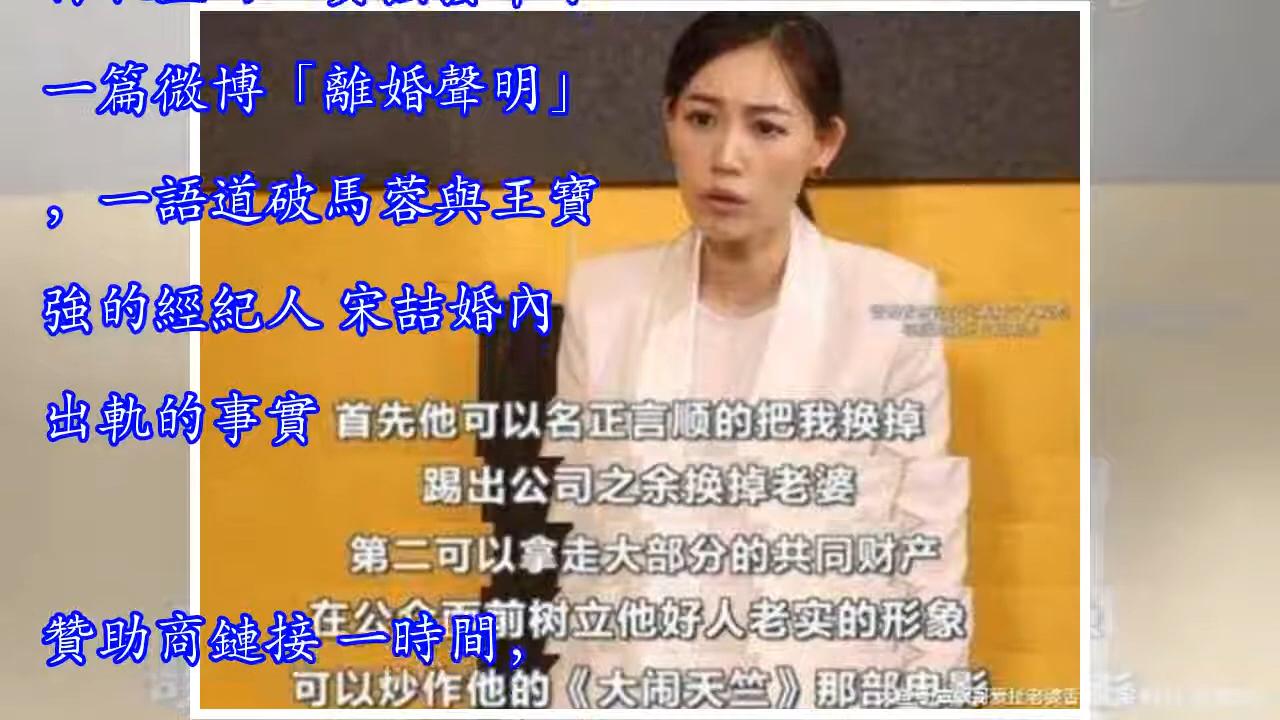 一篇微博「離婚聲明」
，一語道破馬蓉與王寶
強的經紀人 宋喆婚內
出軌的事實
贊助商鏈接 一時間，
首先他可以名正言顺的把我换掉
踢出公司之余换掉老婆
第二可以拿走大部分的共同财产
在公众面前树立他好人老实的形象
可以炒作他的《大闹天竺》那部电影